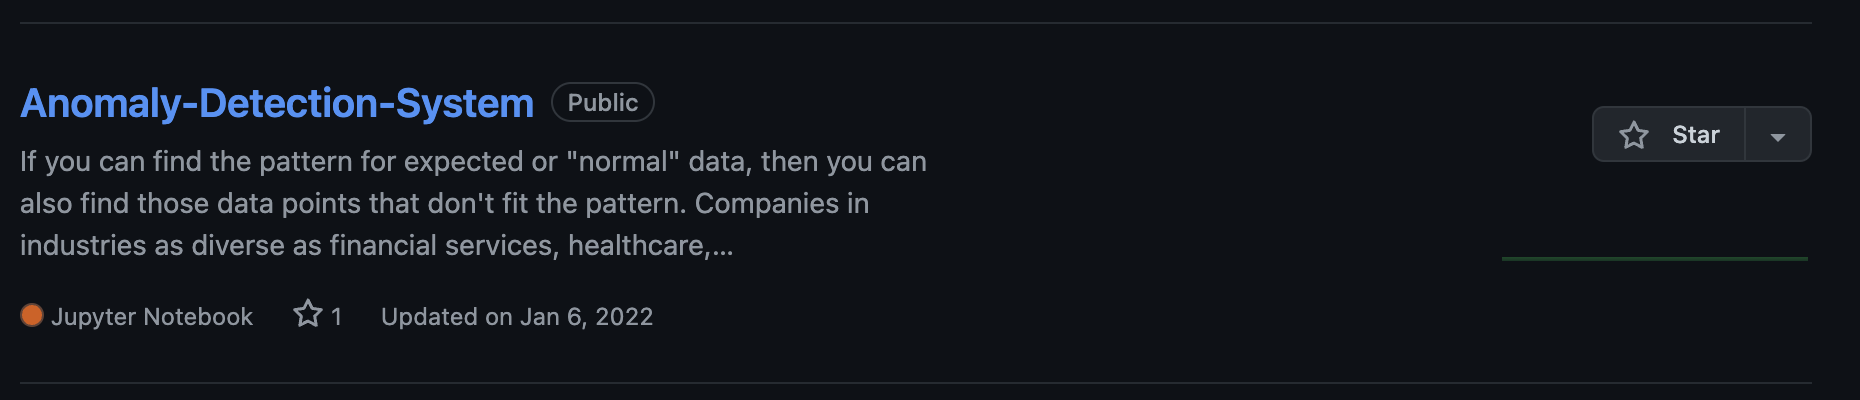 Anomaly-Detection-System Public
Star
If you can find the pattern for expected or "normal" data, then you can
also find those data points that don't fit the pattern. Companies in
industries as diverse as financial services, healthcare,...
Jupyter Notebook 1 Updated on Jan 6, 2022